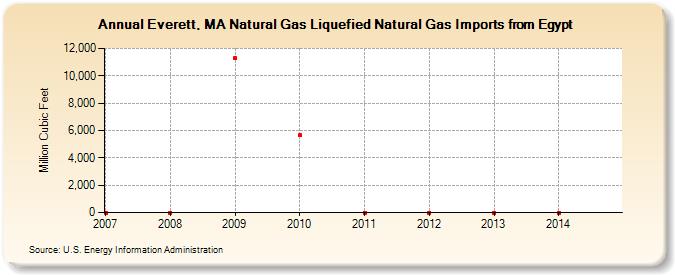 Annual Everett, MA Natural Gas Liquefied Natural Gas Imports from Egypt
Million Cubic Feet
12,000
10,000
8,000
6,000
4,000
2,000
0
2007 2008 2009 2010 2011 2012 2013 2014
Source: U.S. Energy Information Administration